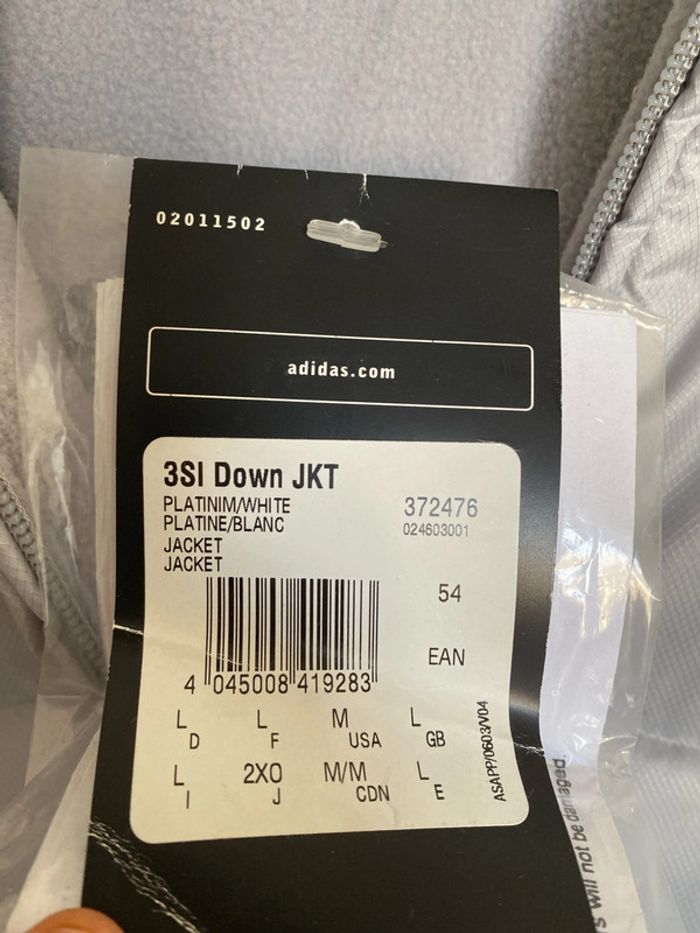 02011502
adidas.com
3SI Down JKT
PLATINIM/WHITE
PLATINE/BLANC
JACKET
JACKET
372476
024603001
54
EAN
4 045008 419283
L D L F M USA L GB
L I 2XO J M/M CDN L E
ASAPP/0603/V04
will not be damaged.